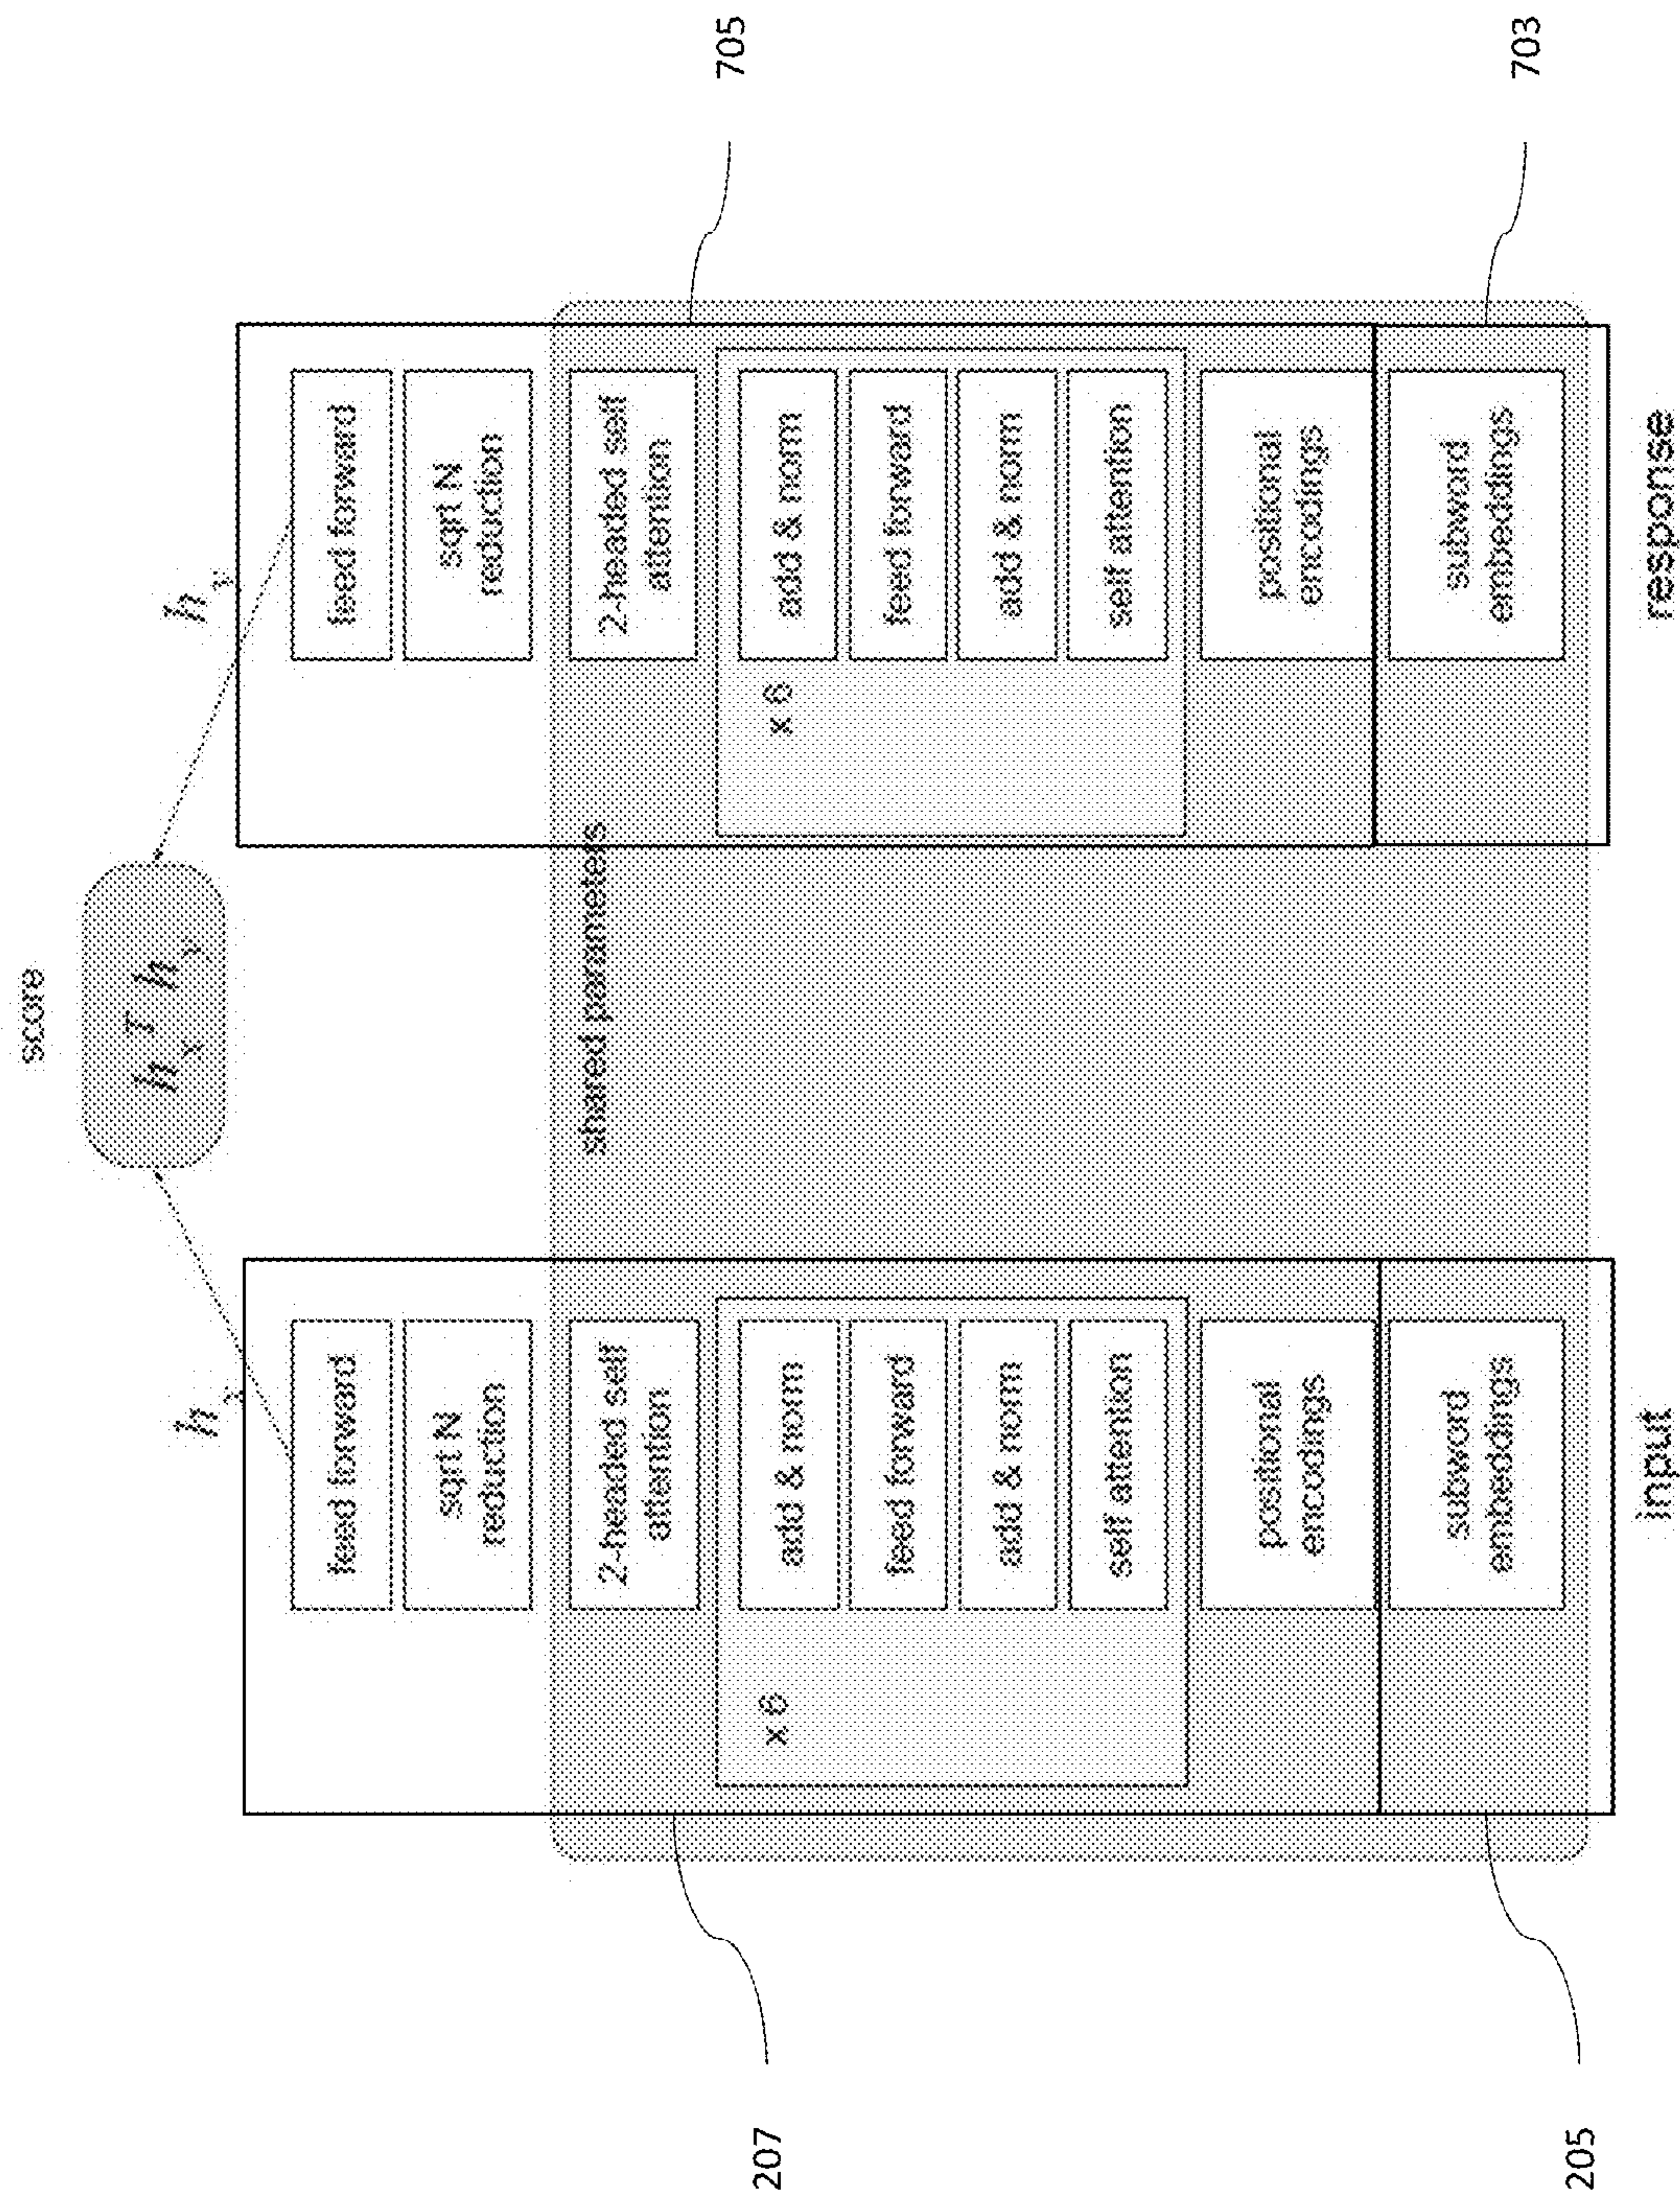 score
h_x^T h_y
h_x
h_y
feed forward
sqrt N
reduction
2-headed self
attention
shared parameters
x 6
add & norm
feed forward
add & norm
self attention
positional
encodings
subword
embeddings
input
207
205
feed forward
sqrt N
reduction
2-headed self
attention
x 6
add & norm
feed forward
add & norm
self attention
positional
encodings
subword
embeddings
response
705
703